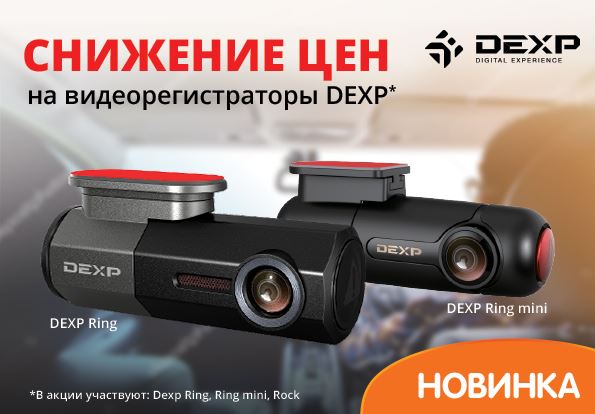 СНИЖЕНИЕ ЦЕН
на видеорегистраторы DEXP*
DEXP
DIGITAL EXPERIENCE
DEXP
DEXP
DEXP Ring
DEXP Ring mini
*В акции участвуют: Dexp Ring, Ring mini, Rock
НОВИНКА